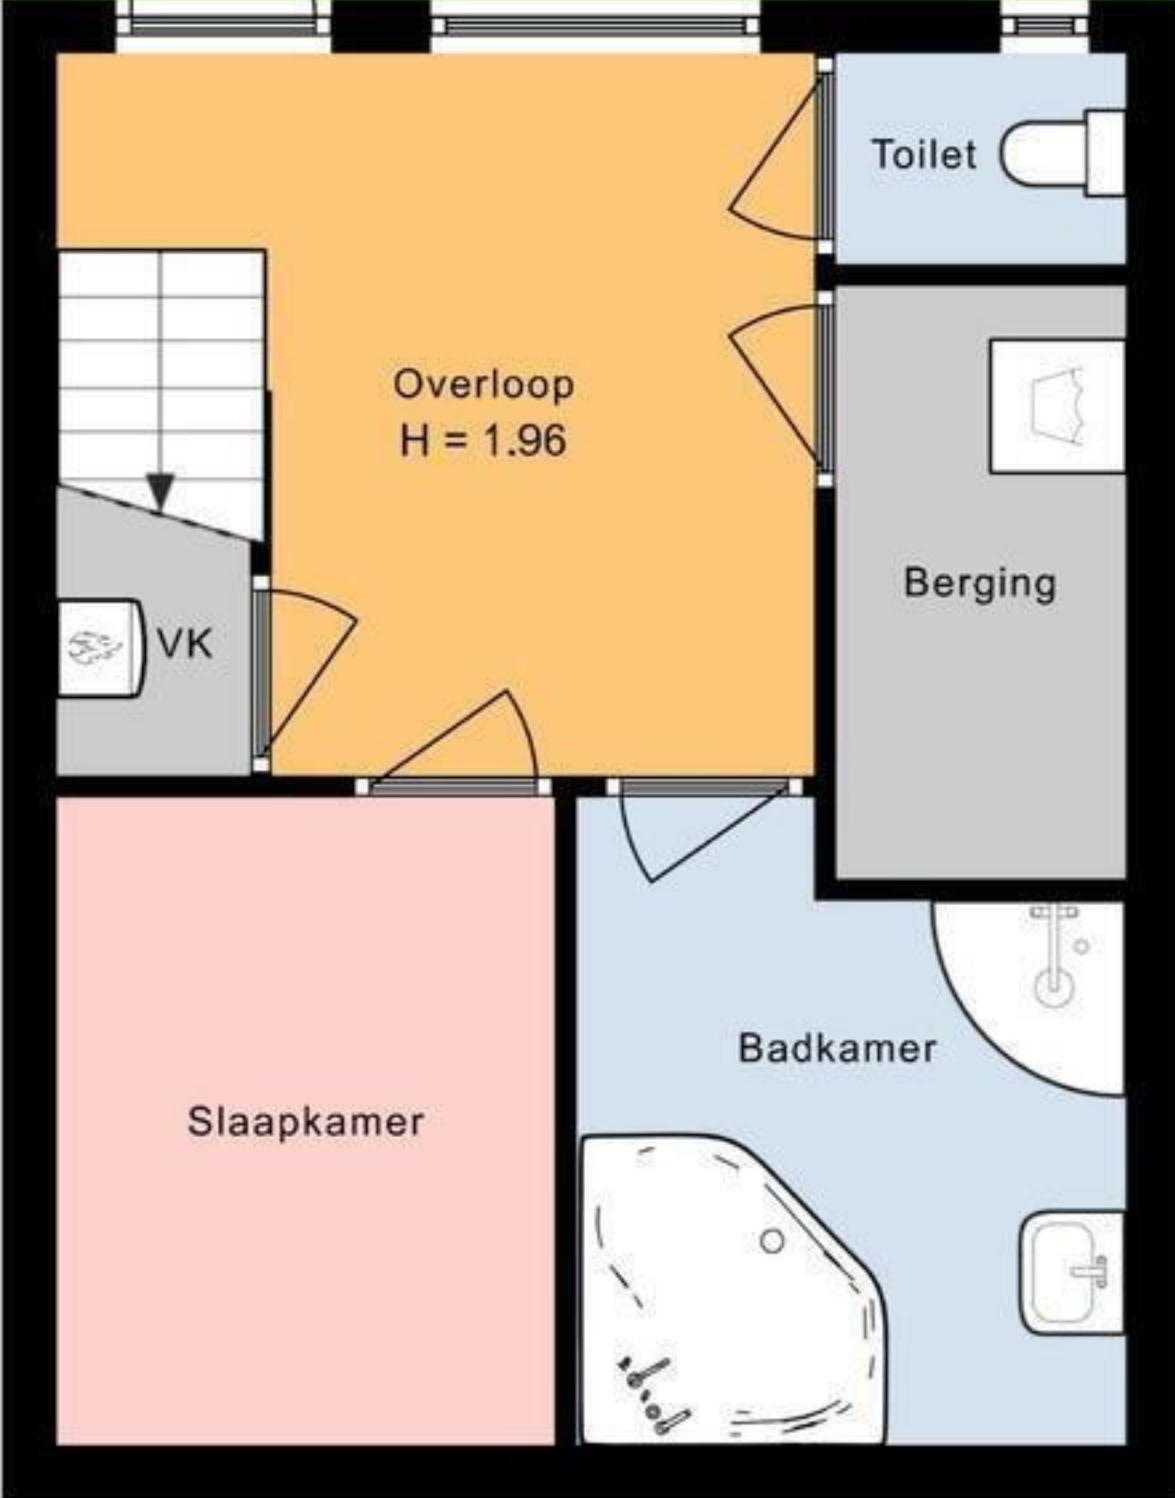 Toilet
Overloop
H = 1.96
Berging
VK
Badkamer
Slaapkamer